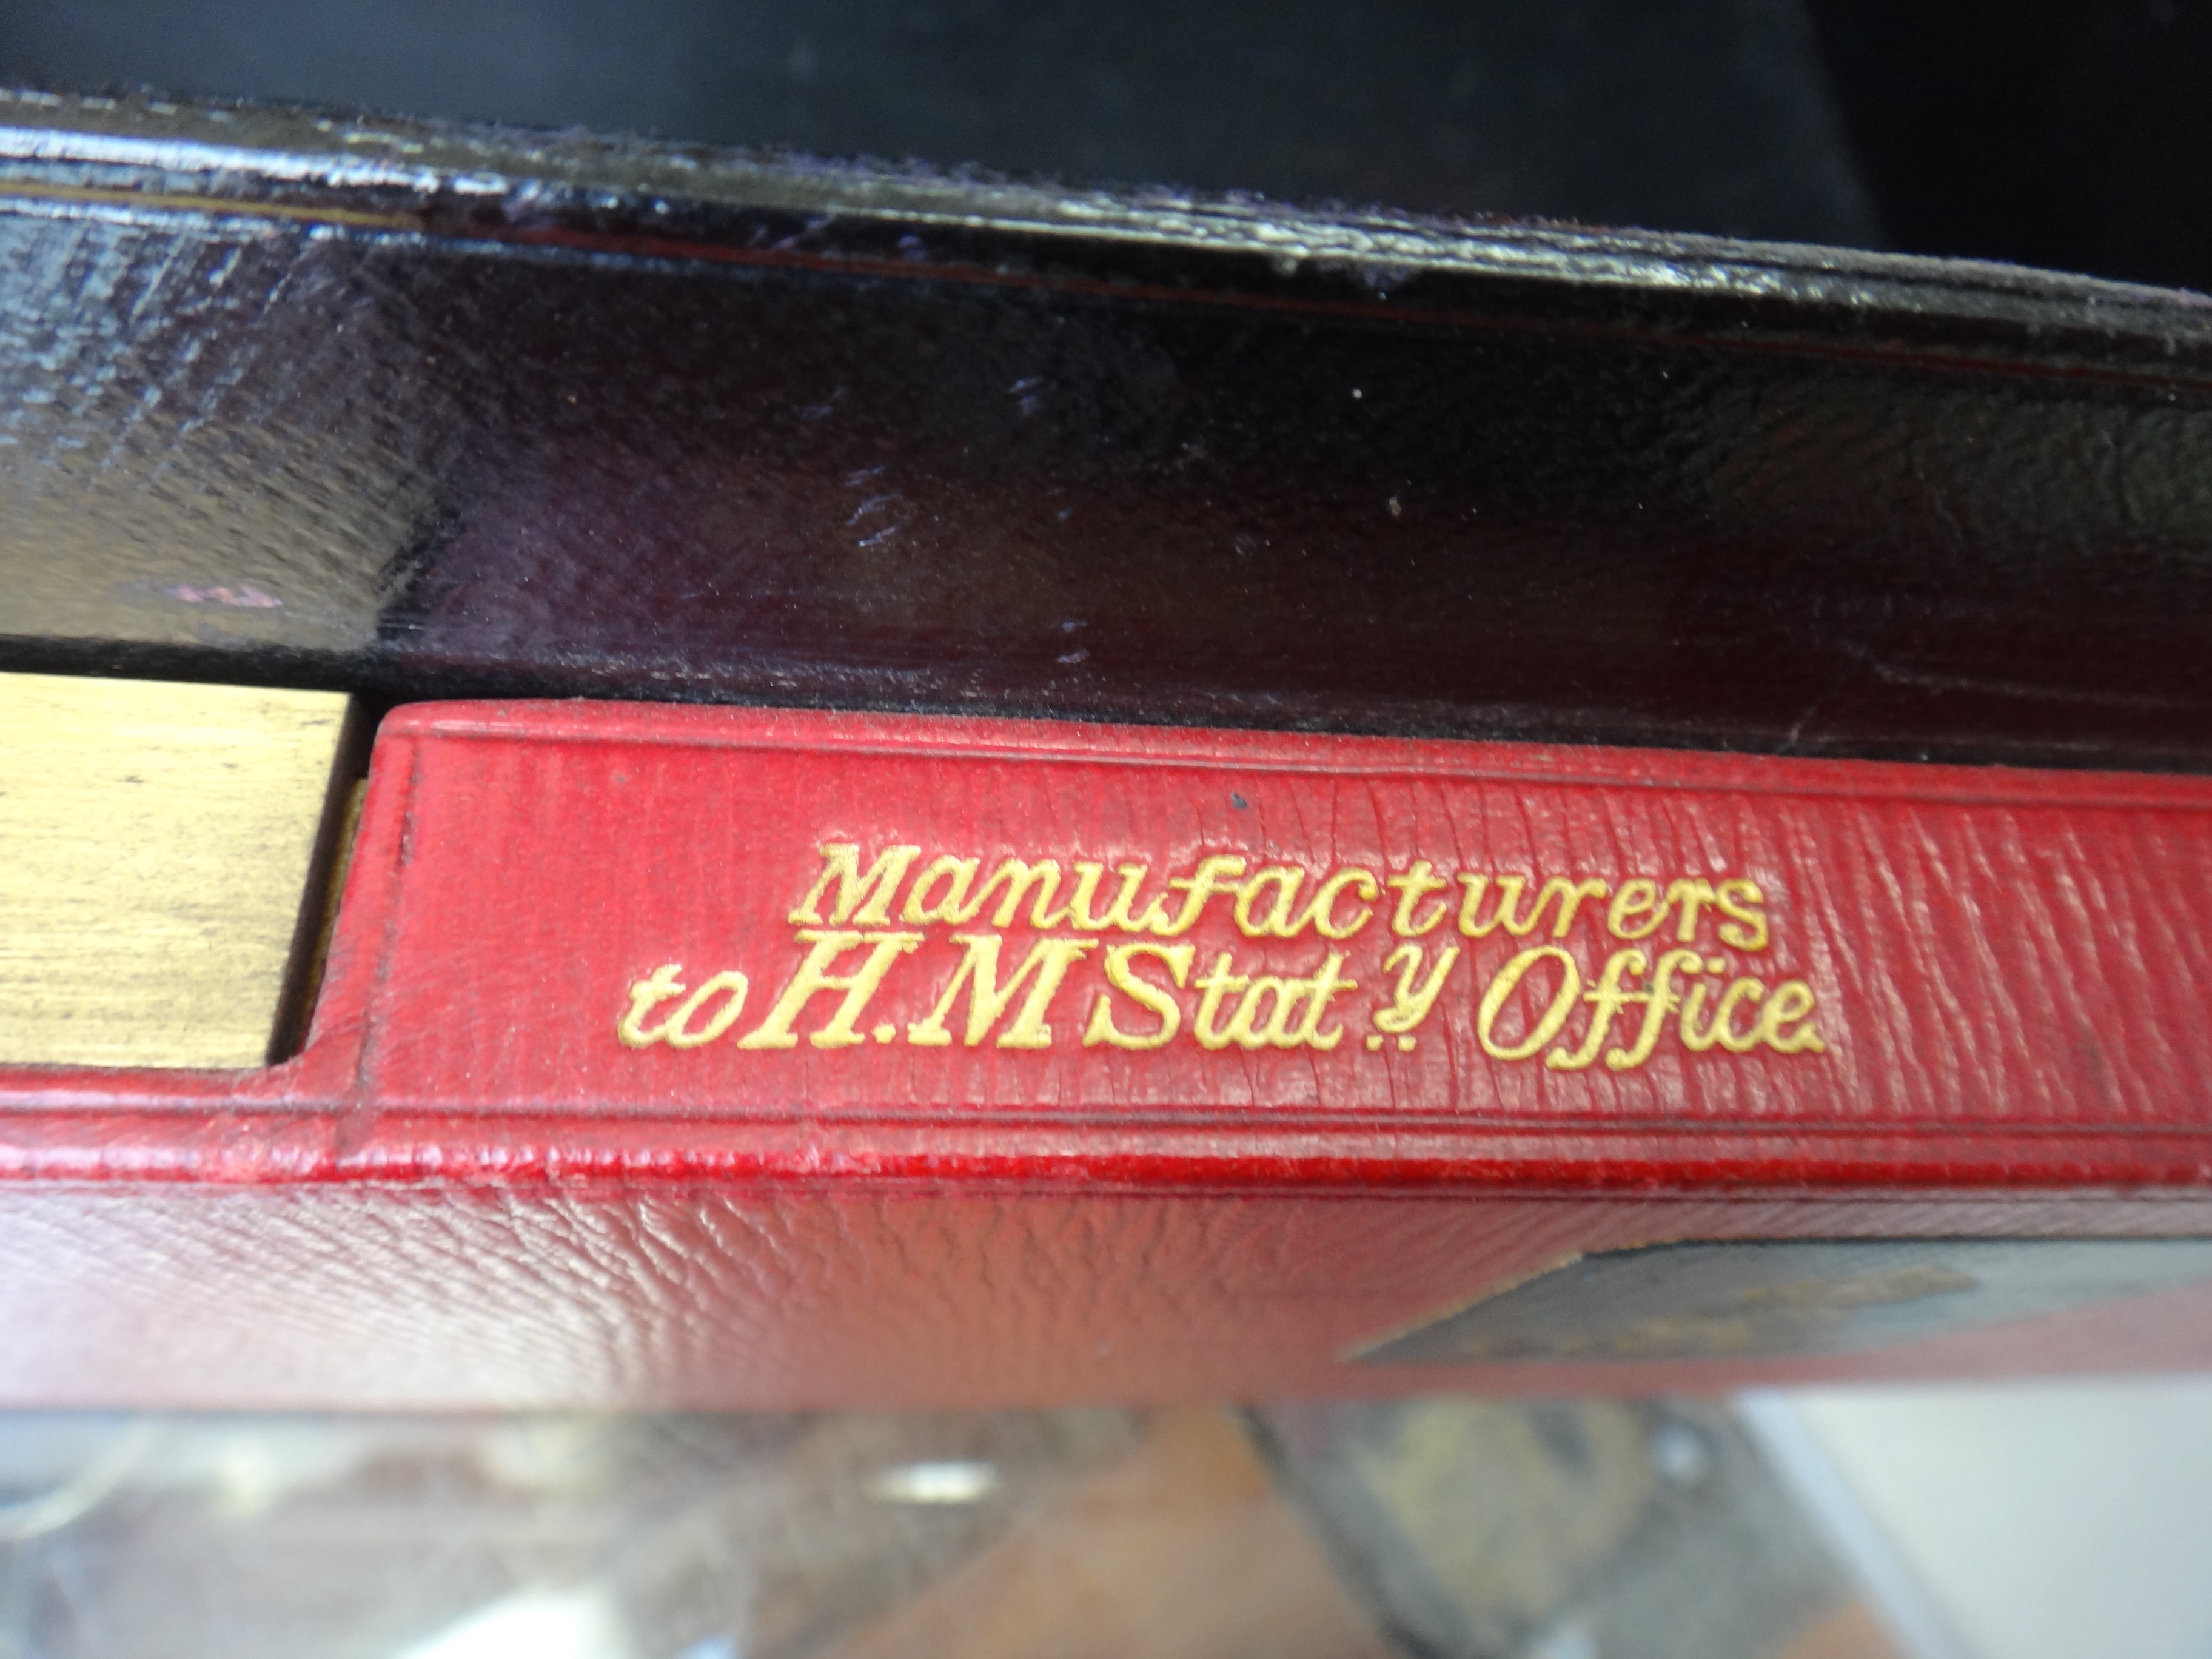 Manufacturers
to H.M Stat.y Office